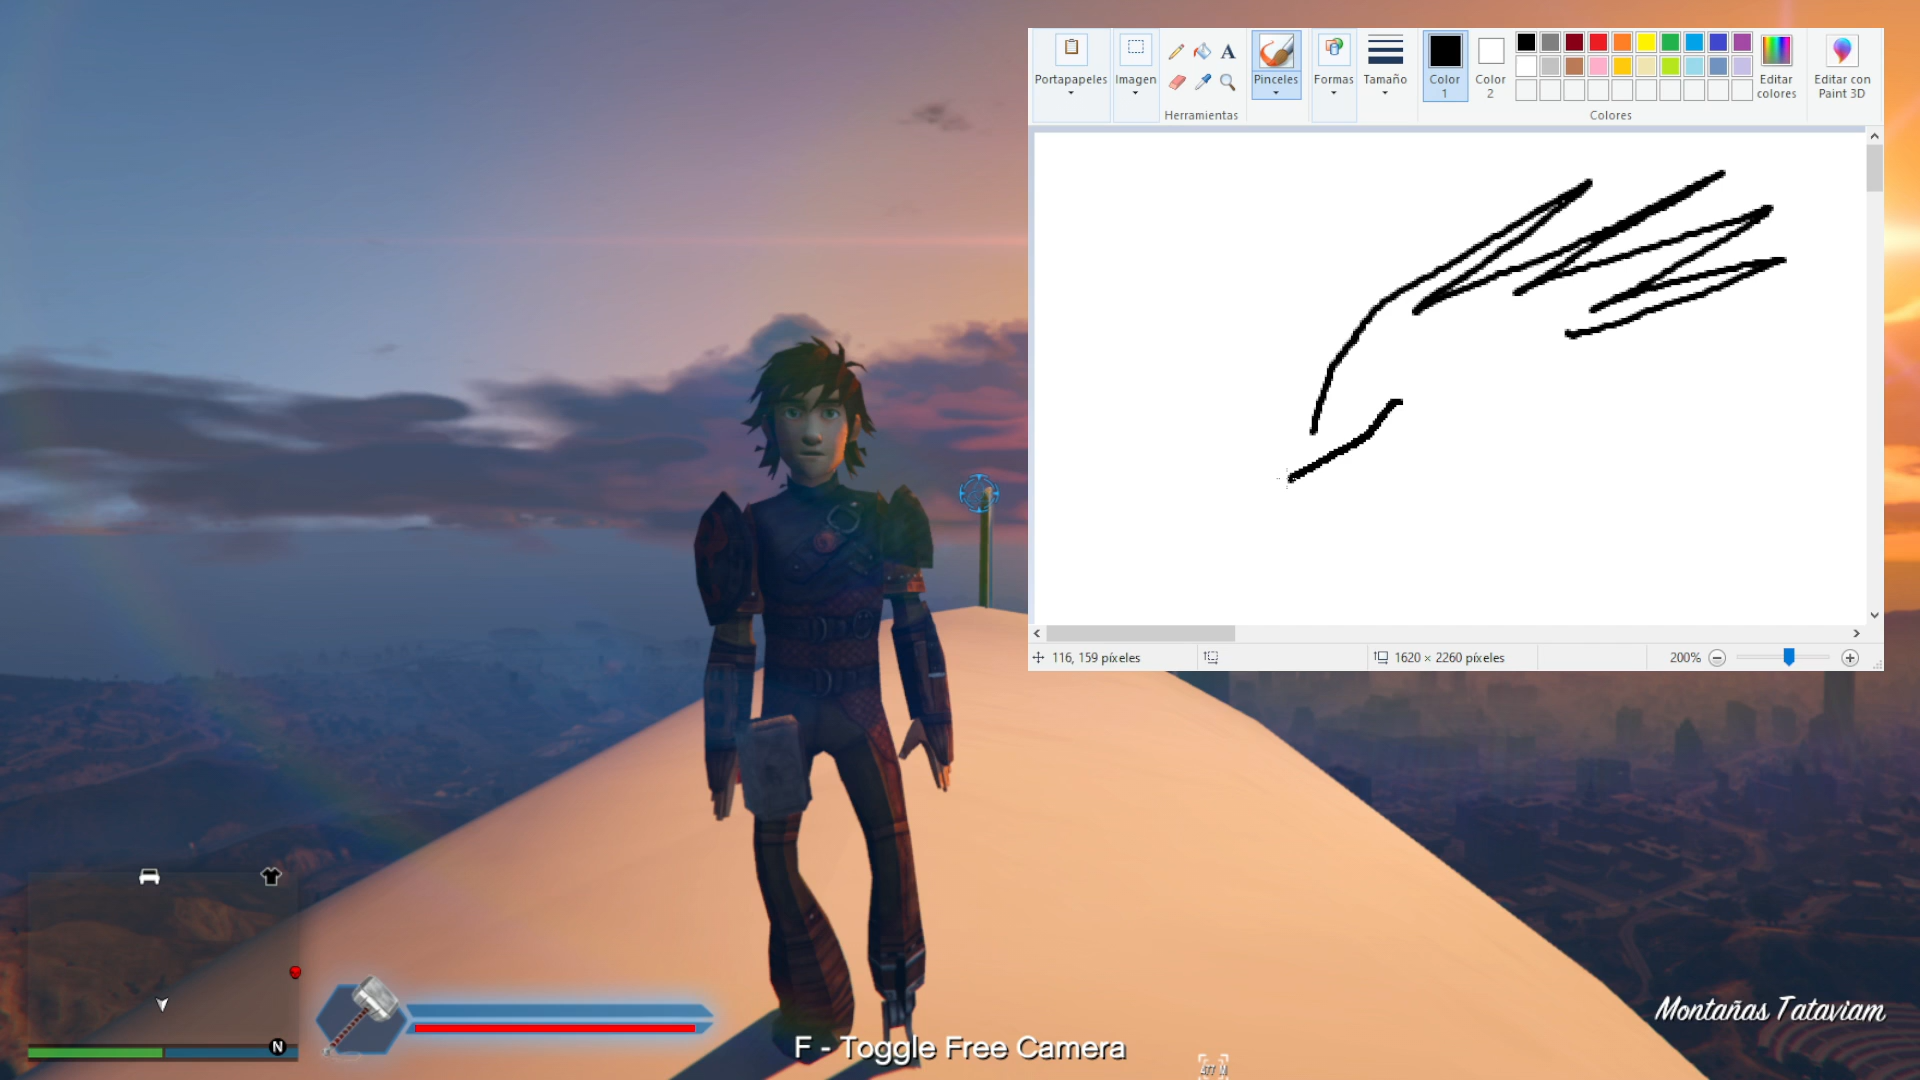 Portapapeles
Imagen
Herramientas
A
Pinceles
Formas
Tamaño
Color 1
Color 2
Editar colores
Colores
Editar con Paint 3D
116, 159 píxeles
1620 × 2260 píxeles
200%
N
Montañas Tataviam
F - Toggle Free Camera
477 M